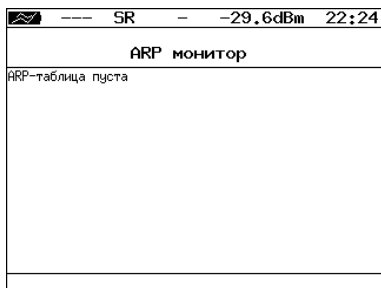 --- SR - -29.6dBm 22:24
ARP монитор
ARP-таблица пуста